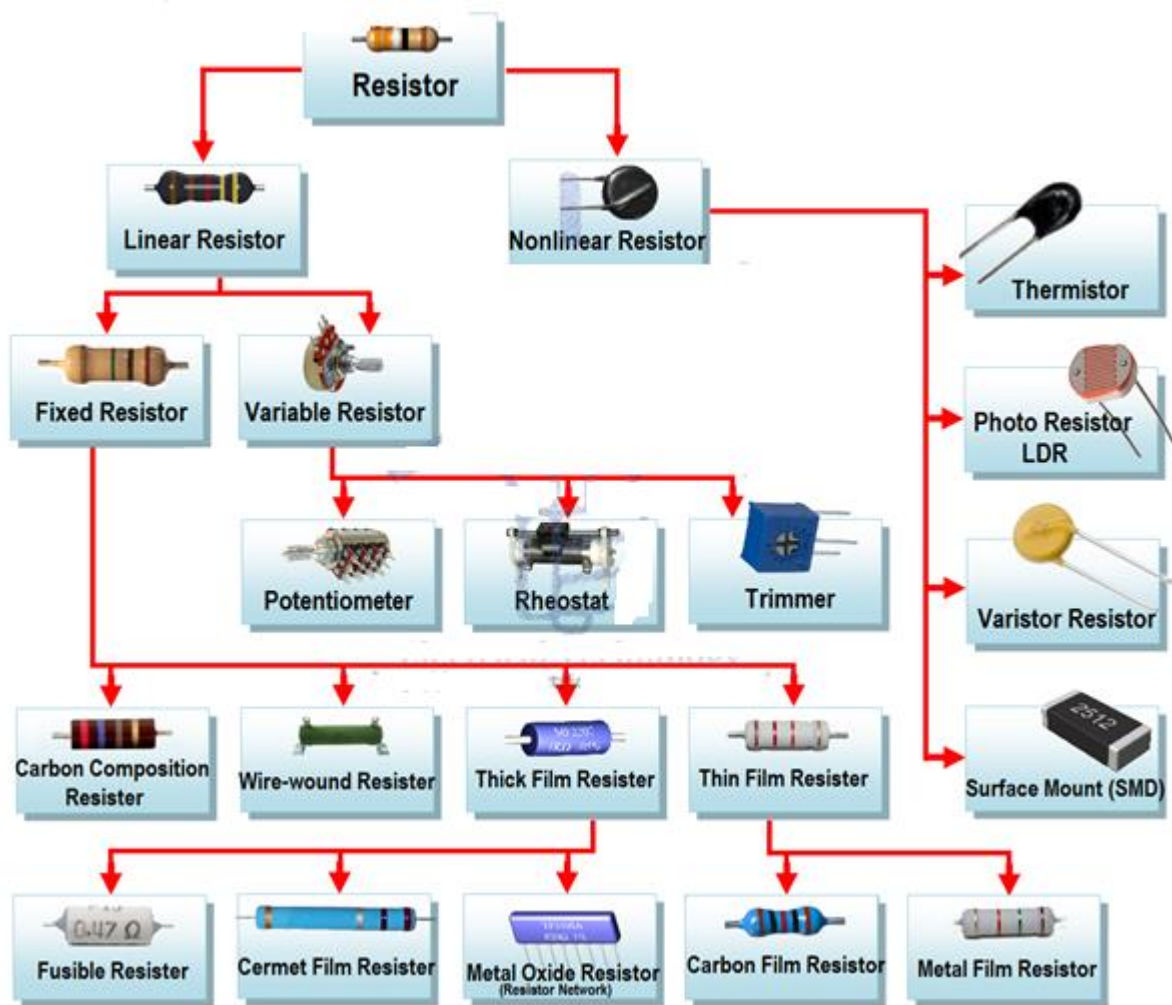 Resistor
Linear Resistor
Nonlinear Resistor
Thermistor
Fixed Resistor
Variable Resistor
Photo Resistor
LDR
Potentiometer
Rheostat
Trimmer
Varistor Resistor
2512
Surface Mount (SMD)
Carbon Composition
Resister
Wire-wound Resister
Thick Film Resister
Thin Film Resister
0.47 Ω
Fusible Resister
Cermet Film Resister
Metal Oxide Resistor
(Resistor Network)
Carbon Film Resistor
Metal Film Resistor